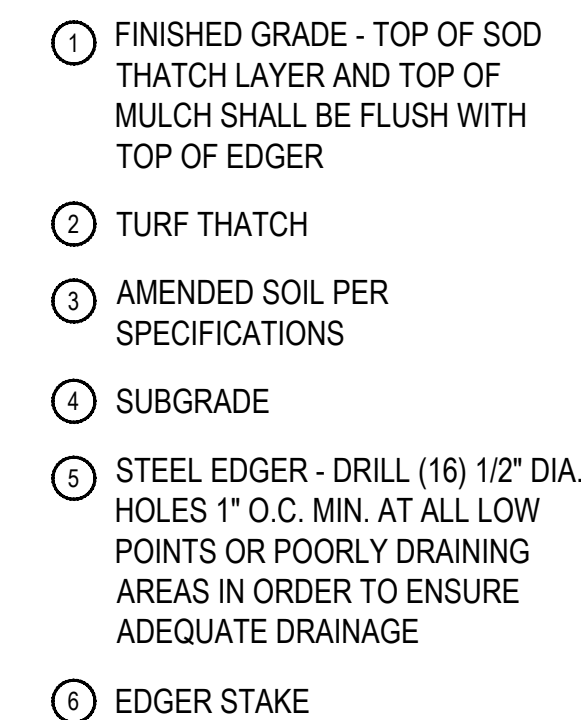 1 FINISHED GRADE - TOP OF SOD
THATCH LAYER AND TOP OF
MULCH SHALL BE FLUSH WITH
TOP OF EDGER
2 TURF THATCH
3 AMENDED SOIL PER
SPECIFICATIONS
4 SUBGRADE
5 STEEL EDGER - DRILL (16) 1/2" DIA.
HOLES 1" O.C. MIN. AT ALL LOW
POINTS OR POORLY DRAINING
AREAS IN ORDER TO ENSURE
ADEQUATE DRAINAGE
6 EDGER STAKE